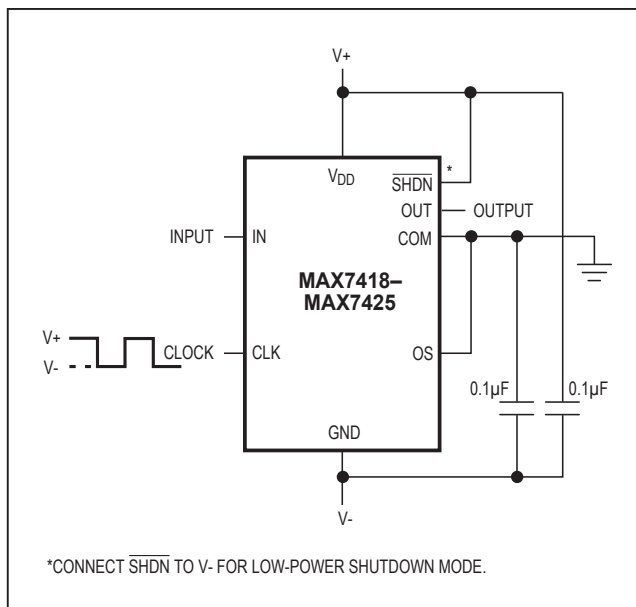 V+
VDD
SHDN
*
OUT
OUTPUT
INPUT
IN
COM
MAX7418–
MAX7425
V+
V-
CLOCK
CLK
OS
0.1µF
0.1µF
GND
V-
*CONNECT SHDN TO V- FOR LOW-POWER SHUTDOWN MODE.